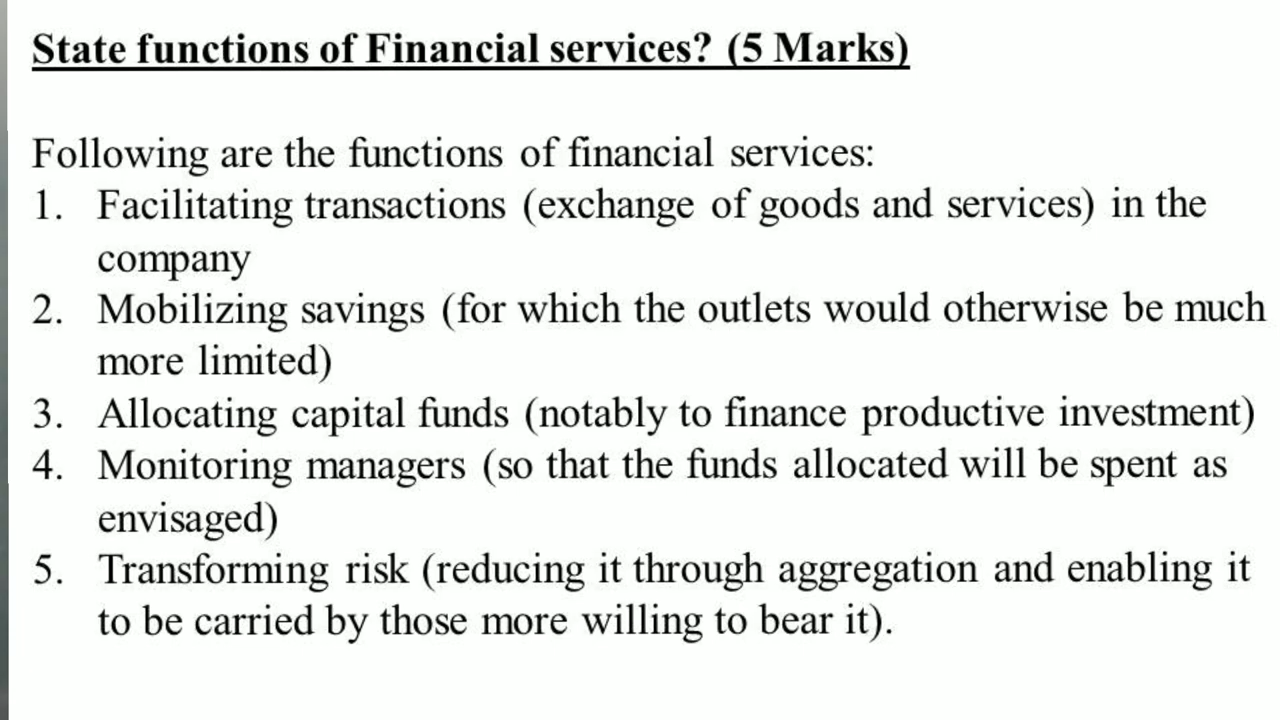 State functions of Financial services? (5 Marks)
Following are the functions of financial services:
1. Facilitating transactions (exchange of goods and services) in the
company
2. Mobilizing savings (for which the outlets would otherwise be much
more limited)
3. Allocating capital funds (notably to finance productive investment)
4. Monitoring managers (so that the funds allocated will be spent as
envisaged)
5. Transforming risk (reducing it through aggregation and enabling it
to be carried by those more willing to bear it).